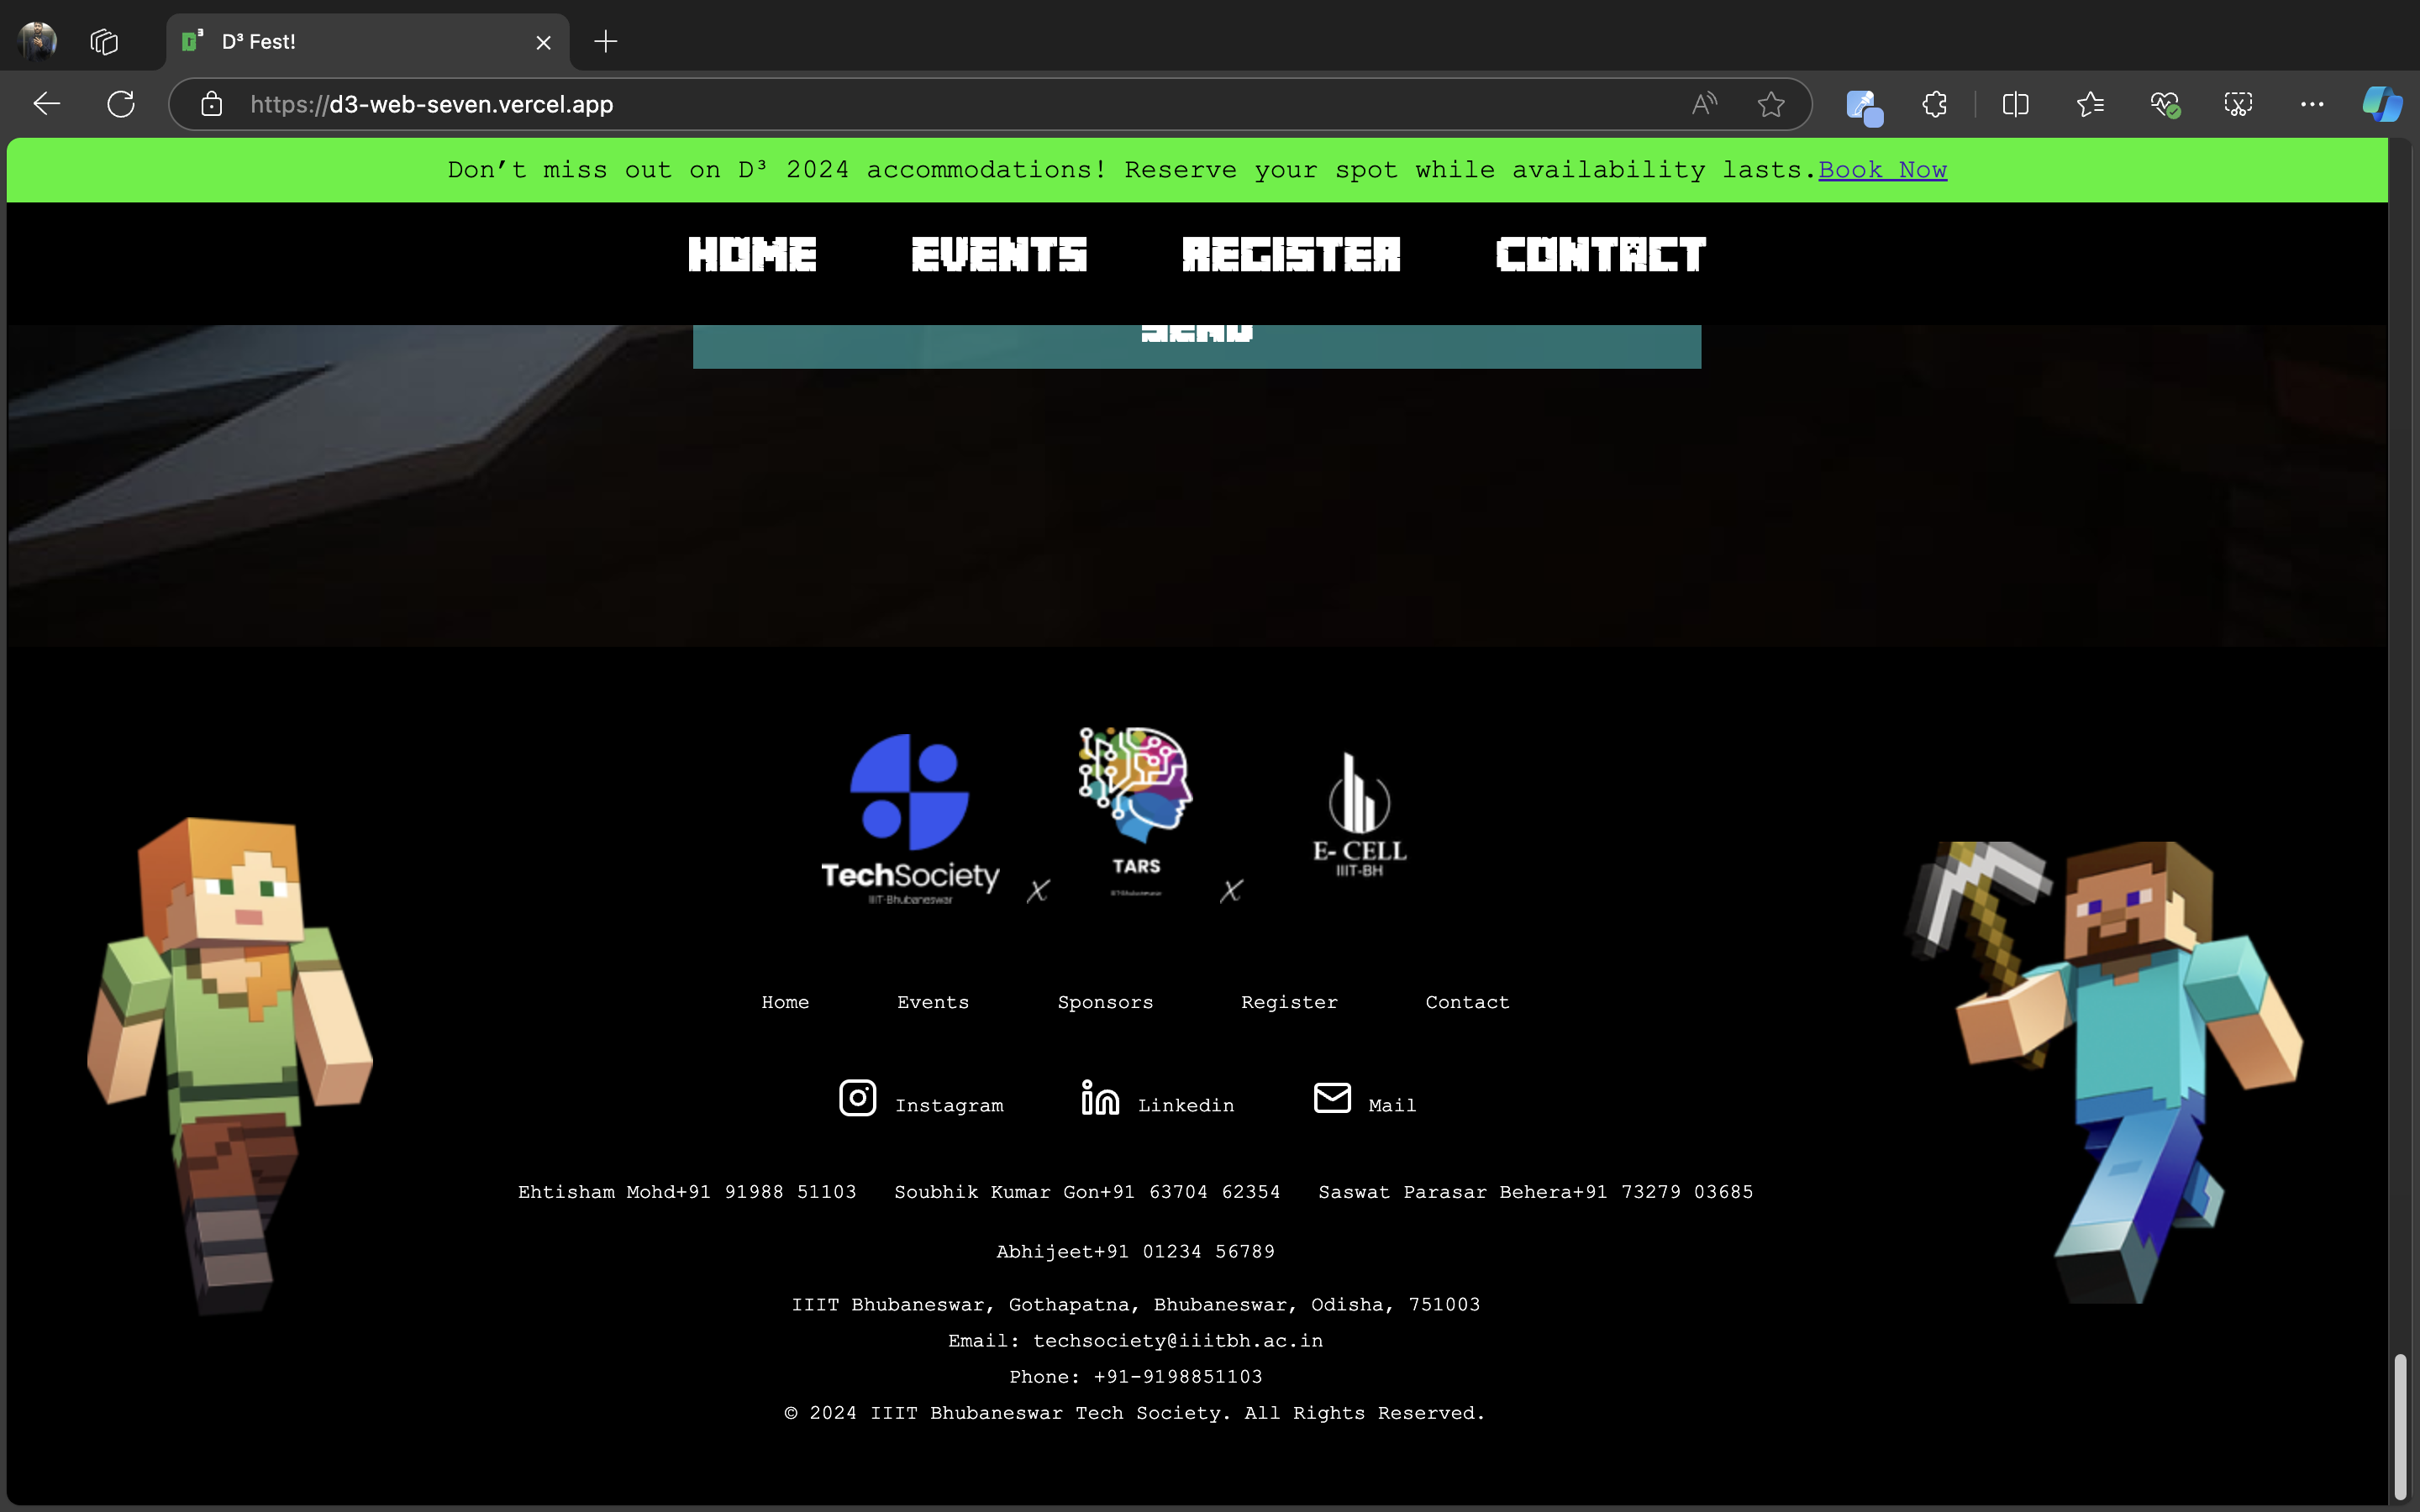 D³ Fest!
https://d3-web-seven.vercel.app
Don’t miss out on D³ 2024 accommodations! Reserve your spot while availability lasts.Book Now
HOME EVENTS REGISTER CONTACT
SEND
TechSociety
IIIT-Bhubaneswar
X
TARS
X
E- CELL
IIIT-BH
Home Events Sponsors Register Contact
Instagram Linkedin Mail
Ehtisham Mohd+91 91988 51103 Soubhik Kumar Gon+91 63704 62354 Saswat Parasar Behera+91 73279 03685
Abhijeet+91 01234 56789
IIIT Bhubaneswar, Gothapatna, Bhubaneswar, Odisha, 751003
Email: techsociety@iiitbh.ac.in
Phone: +91-9198851103
© 2024 IIIT Bhubaneswar Tech Society. All Rights Reserved.